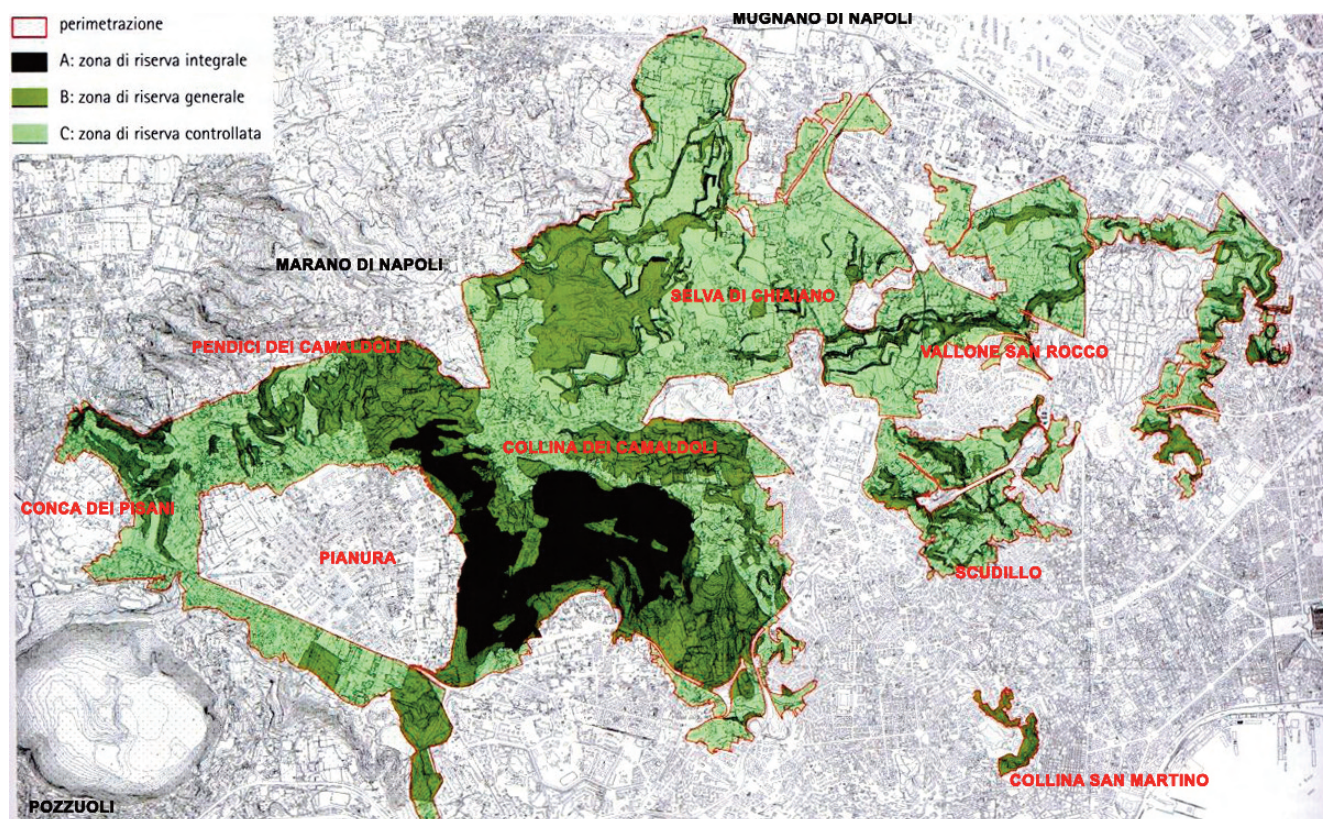 MUGNANO DI NAPOLI
perimetrazione
A: zona di riserva integrale
B: zona di riserva generale
C: zona di riserva controllata
MARANO DI NAPOLI
SELVA DI CHIAIANO
PENDICI DEI CAMALDOLI
VALLONE SAN ROCCO
COLLINA DEI CAMALDOLI
CONCA DEI PISANI
PIANURA
SCUDILLO
COLLINA SAN MARTINO
POZZUOLI